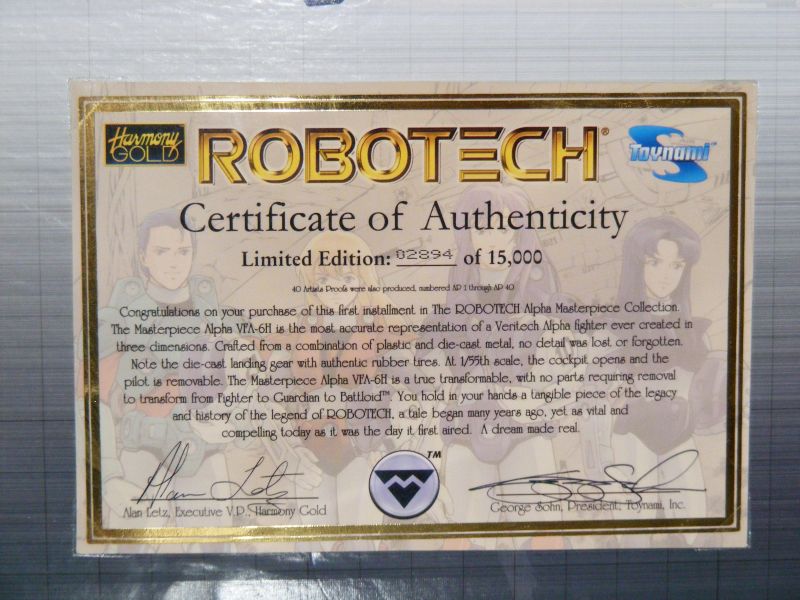 Harmony GOLD ROBOTECH® Toynami™
Certificate of Authenticity
Limited Edition: 02894 of 15,000
40 Artists Proofs were also produced, numbered AP 1 through AP 40
Congratulations on your purchase of this first installment in The ROBOTECH Alpha Masterpiece Collection.
The Masterpiece Alpha VFA-6H is the most accurate representation of a Veritech Alpha fighter ever created in
three dimensions. Crafted from a combination of plastic and die-cast metal, no detail was lost or forgotten.
Note the die-cast landing gear with authentic rubber tires. At 1/55th scale, the cockpit opens and the
pilot is removable. The Masterpiece Alpha VFA-6H is a true transformable, with no parts requiring removal
to transform from Fighter to Guardian to Battloid™. You hold in your hands a tangible piece of the legacy
and history of the legend of ROBOTECH, a tale began many years ago, yet as vital and
compelling today as it was the day it first aired. A dream made real.
Alan Letz
TM
Alan Letz, Executive V.P., Harmony Gold
George Sohn, President, Toynami, Inc.